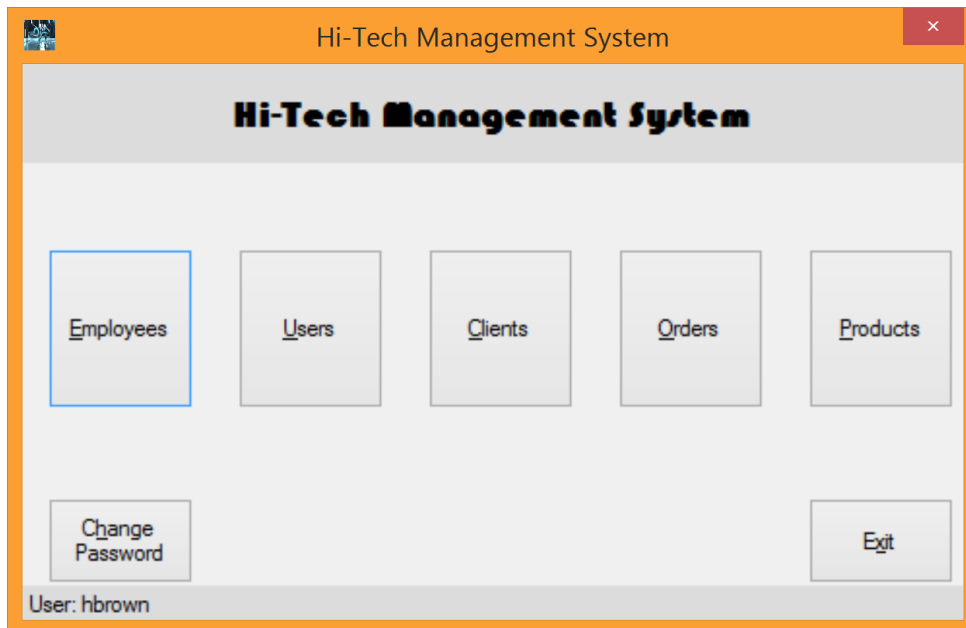 Hi-Tech Management System
Hi-Tech Management System
Employees
Users
Clients
Orders
Products
Change
Password
Exit
User: hbrown